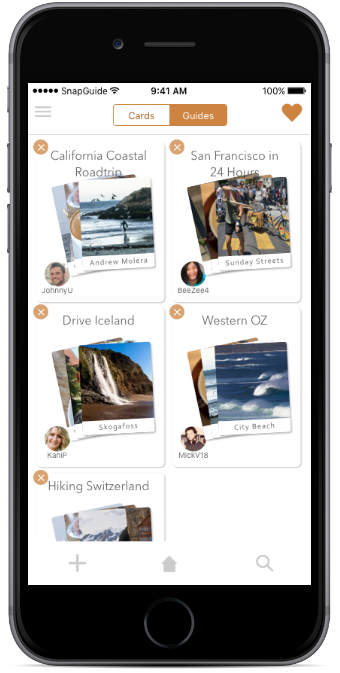 SnapGuide 9:41 AM 100%
Cards Guides
California Coastal
Roadtrip
Andrew Molera
JohnnyU
San Francisco in
24 Hours
Sunday Streets
BeeZee4
Drive Iceland
Skogafoss
KaniP
Western OZ
City Beach
MickV18
Hiking Switzerland